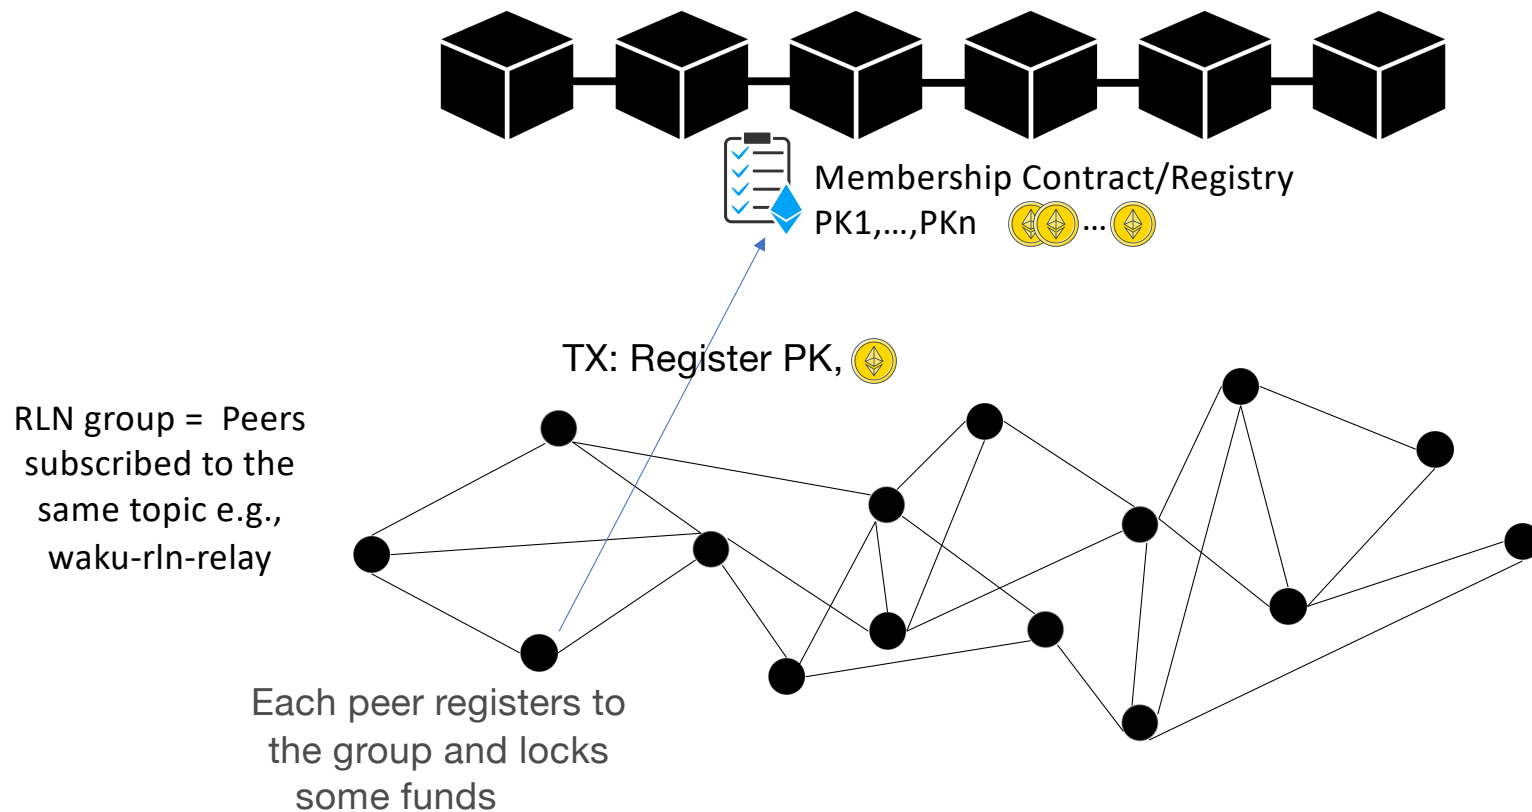 Membership Contract/Registry
PK1,...,PKn ...
TX: Register PK,
RLN group = Peers
subscribed to the
same topic e.g.,
waku-rln-relay
Each peer registers to
the group and locks
some funds